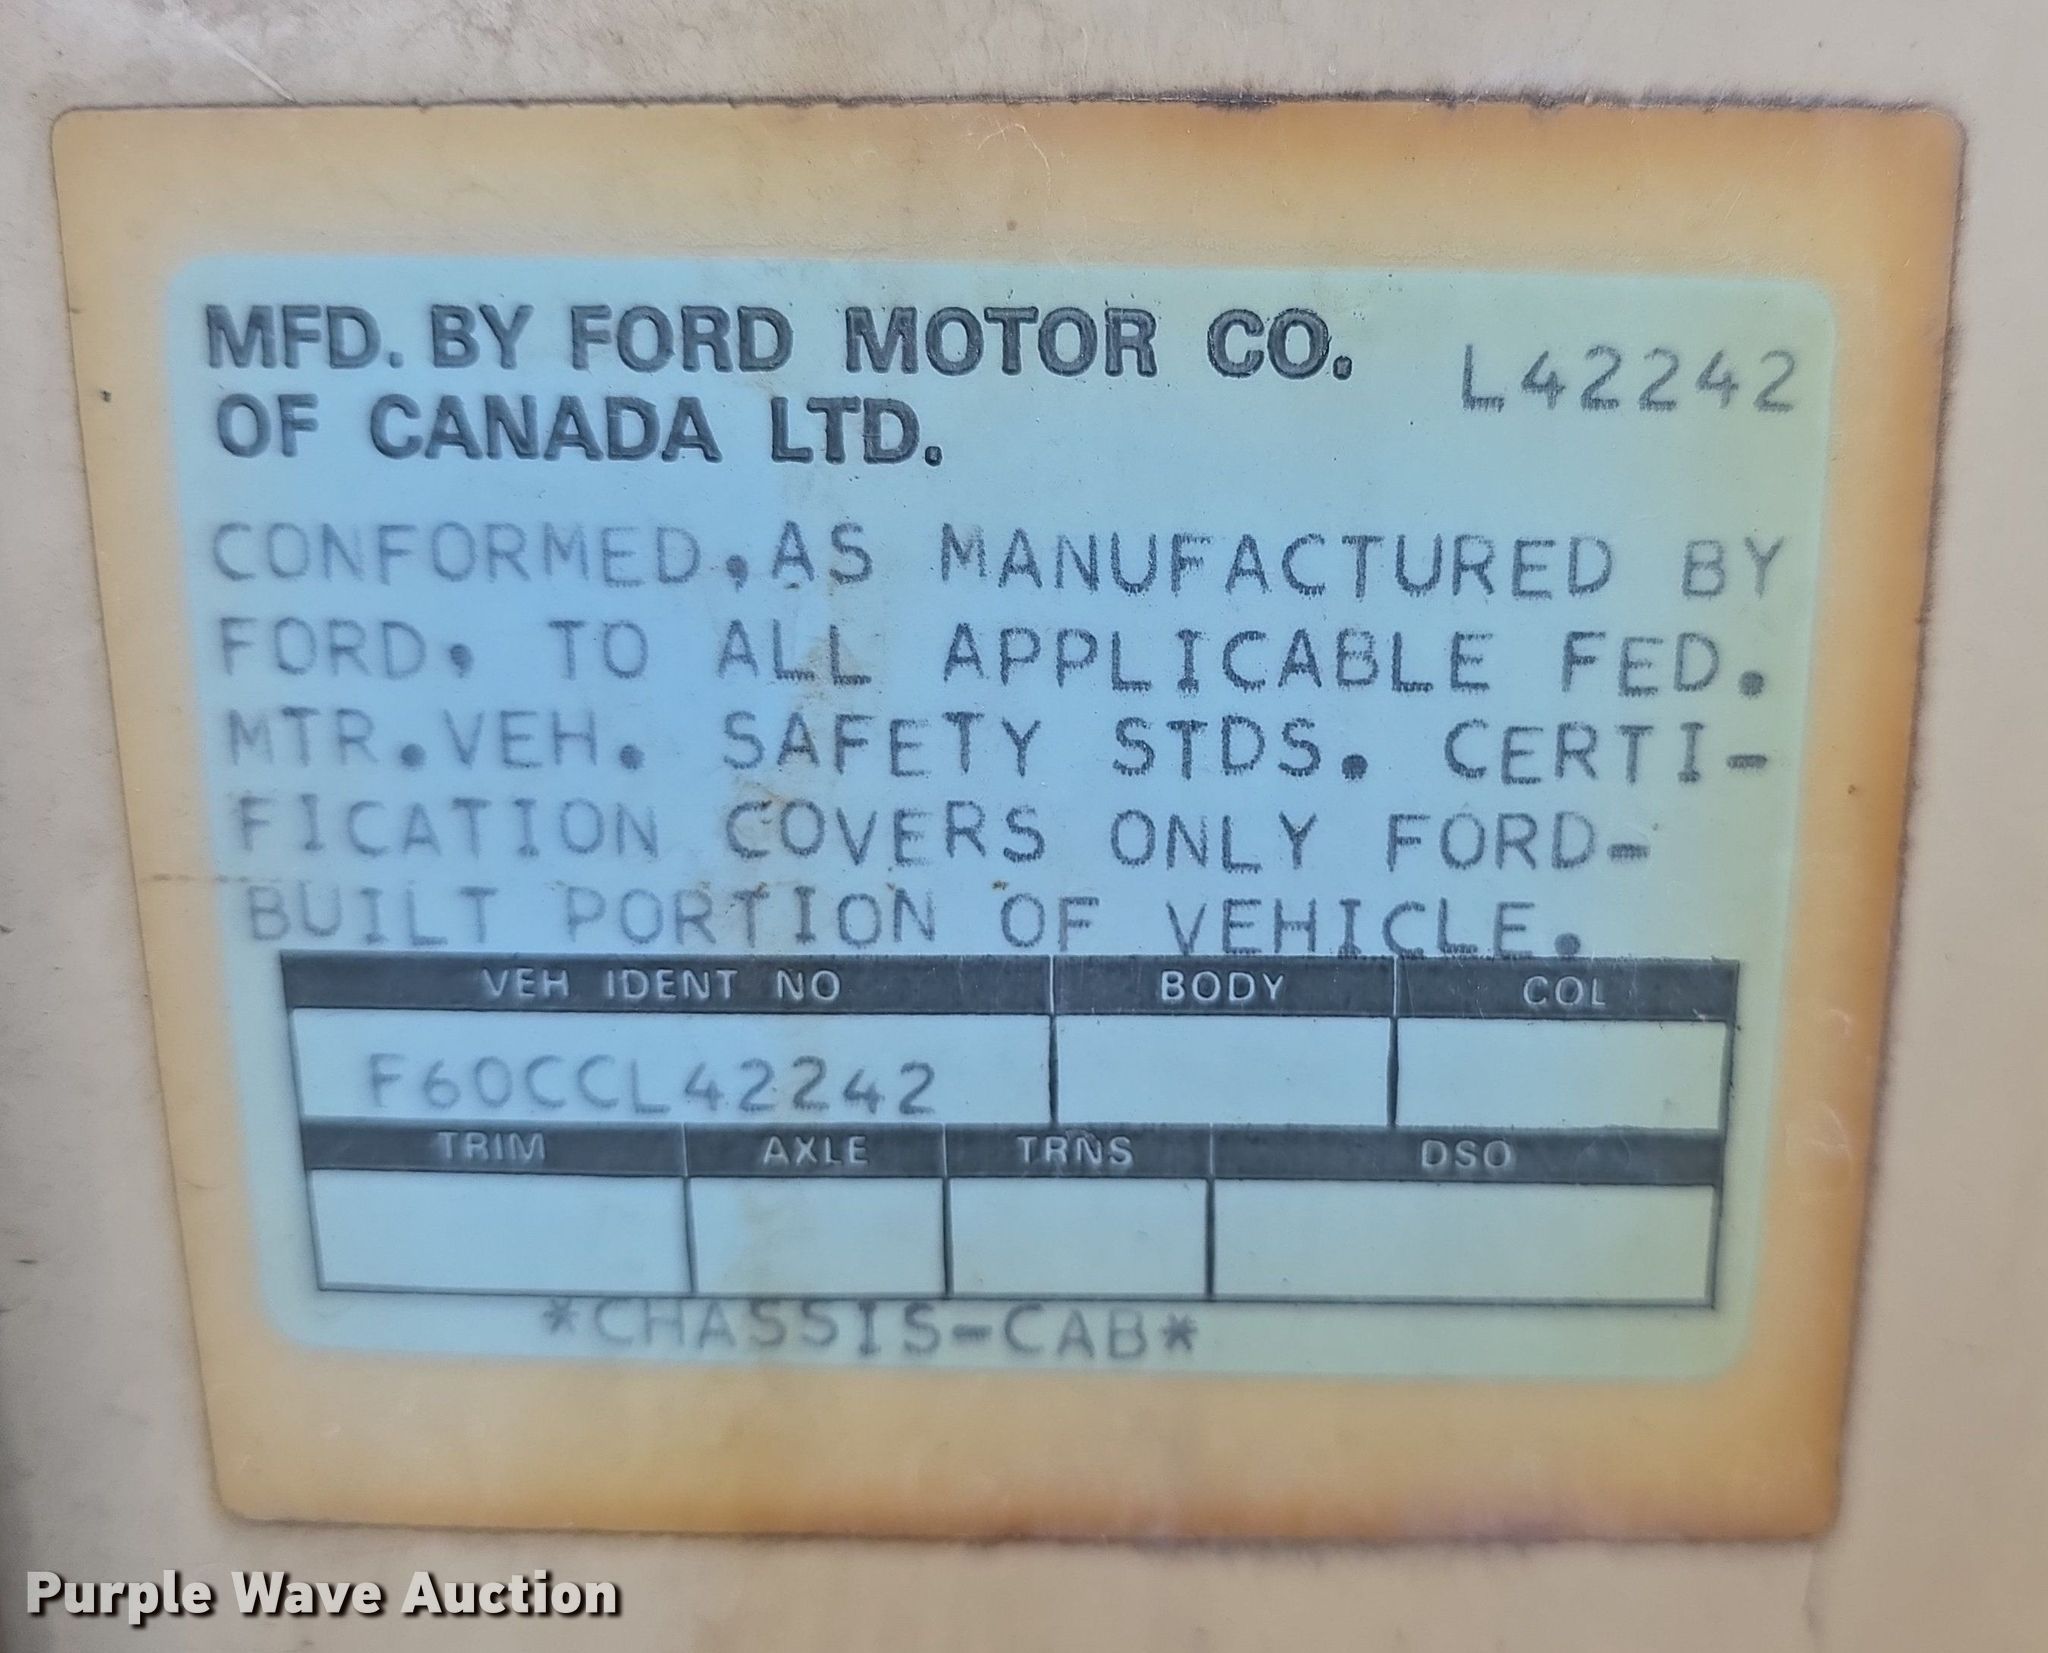 MFD. BY FORD MOTOR CO. L42242
OF CANADA LTD.
CONFORMED, AS MANUFACTURED BY
FORD, TO ALL APPLICABLE FED.
MTR. VEH. SAFETY STDS. CERTI-
FICATION COVERS ONLY FORD-
BUILT PORTION OF VEHICLE.
VEH IDENT NO BODY COL
F60CCL42242
TRIM AXLE TRNS DSO
*CHASSIS-CAB*
Purple Wave Auction